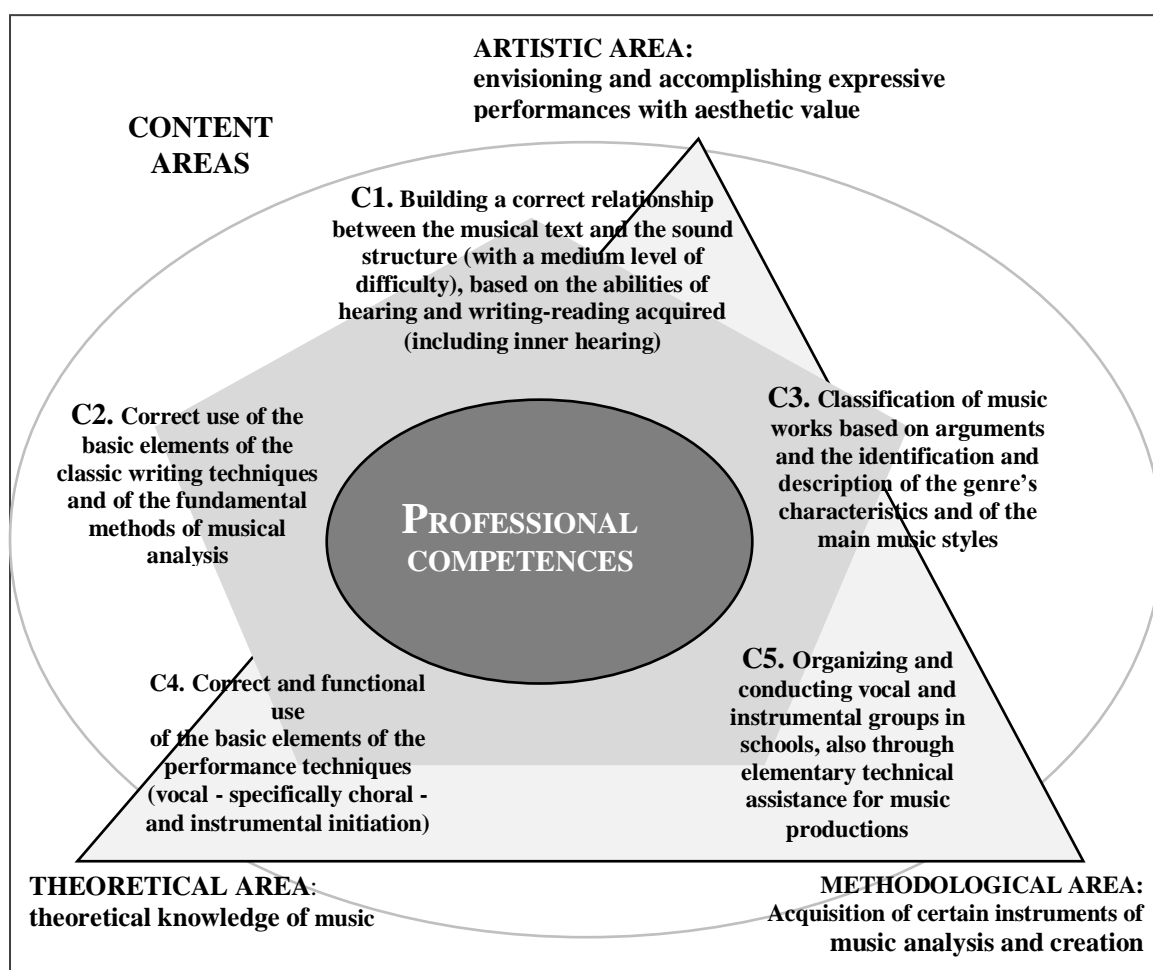 ARTISTIC AREA:
envisioning and accomplishing expressive
performances with aesthetic value
CONTENT
AREAS
C1. Building a correct relationship
between the musical text and the sound
structure (with a medium level of
difficulty), based on the abilities of
hearing and writing-reading acquired
(including inner hearing)
C2. Correct use of the
basic elements of the
classic writing techniques
and of the fundamental
methods of musical
analysis
C3. Classification of music
works based on arguments
and the identification and
description of the genre’s
characteristics and of the
main music styles
PROFESSIONAL
COMPETENCES
C4. Correct and functional
use
of the basic elements of the
performance techniques
(vocal - specifically choral -
and instrumental initiation)
C5. Organizing and
conducting vocal and
instrumental groups in
schools, also through
elementary technical
assistance for music
productions
THEORETICAL AREA:
theoretical knowledge of music
METHODOLOGICAL AREA:
Acquisition of certain instruments of
music analysis and creation